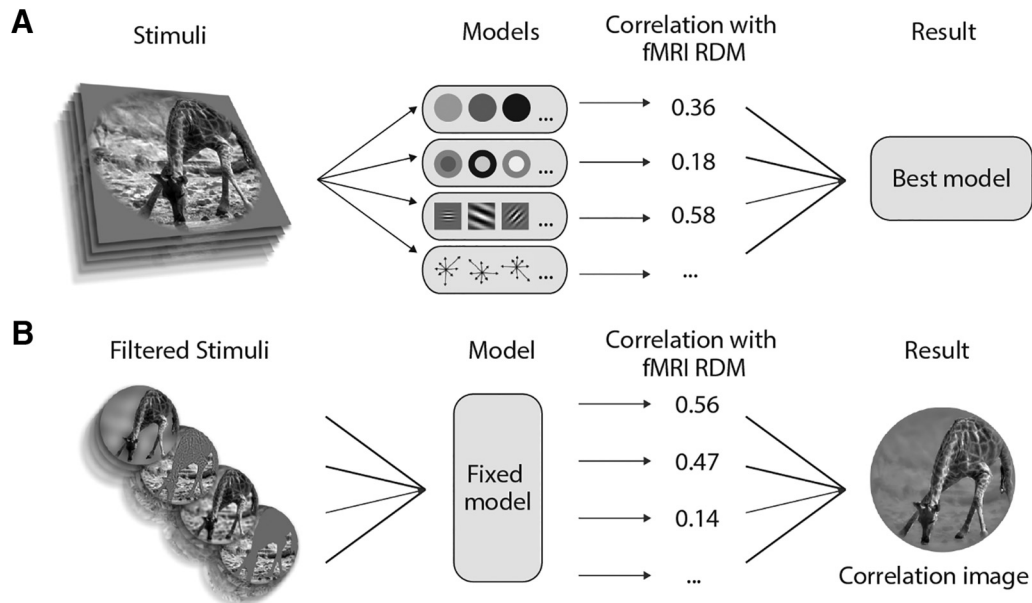 A
Stimuli
Models
Correlation with
fMRI RDM
Result
...
0.36
...
0.18
...
0.58
...
...
Best model
B
Filtered Stimuli
Model
Correlation with
fMRI RDM
Result
Fixed
model
0.56
0.47
0.14
...
Correlation image